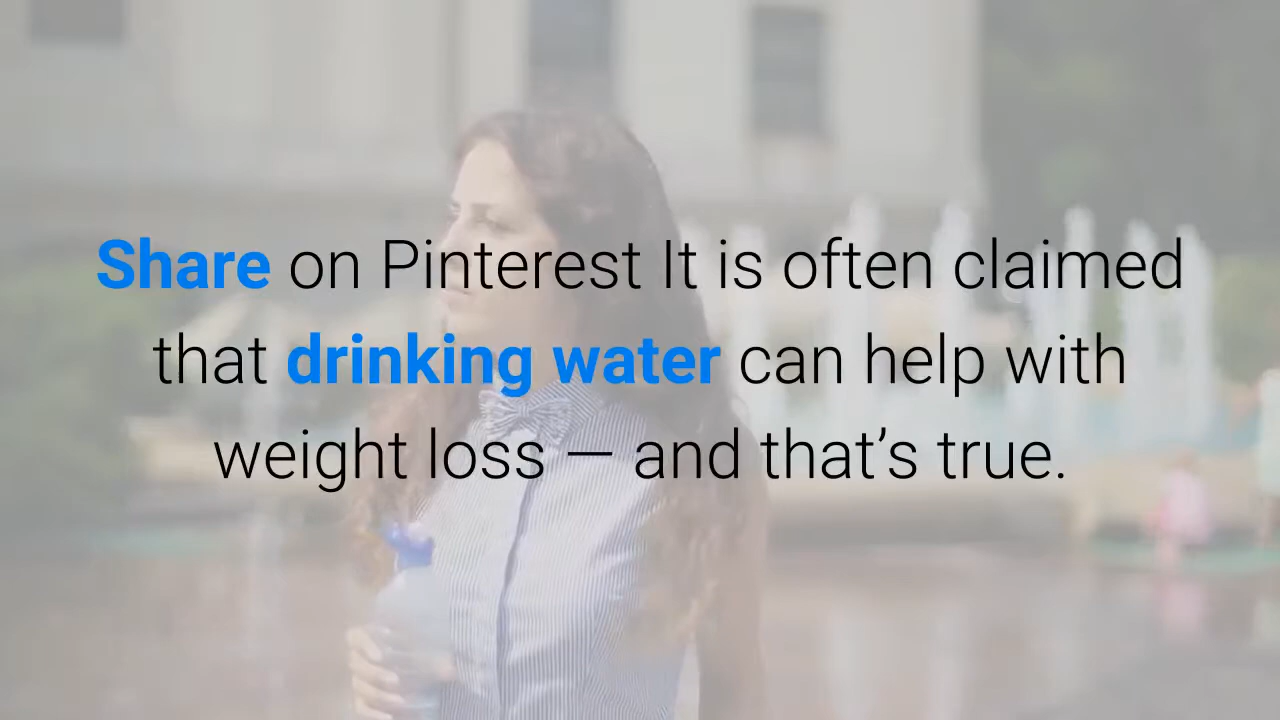 Share on Pinterest It is often claimed
that drinking water can help with
weight loss — and that’s true.